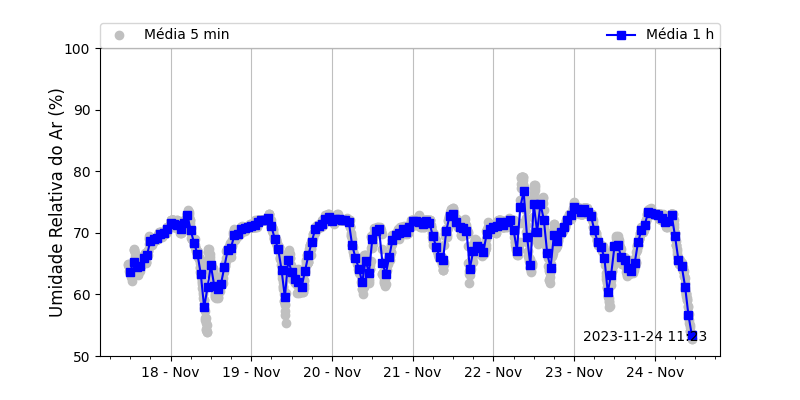 Média 5 min
Média 1 h
Umidade Relativa do Ar (%)
100
90
80
70
60
50
2023-11-24 11:
18 - Nov
19 - Nov
20 - Nov
21 - Nov
22 - Nov
23 - Nov
24 - Nov